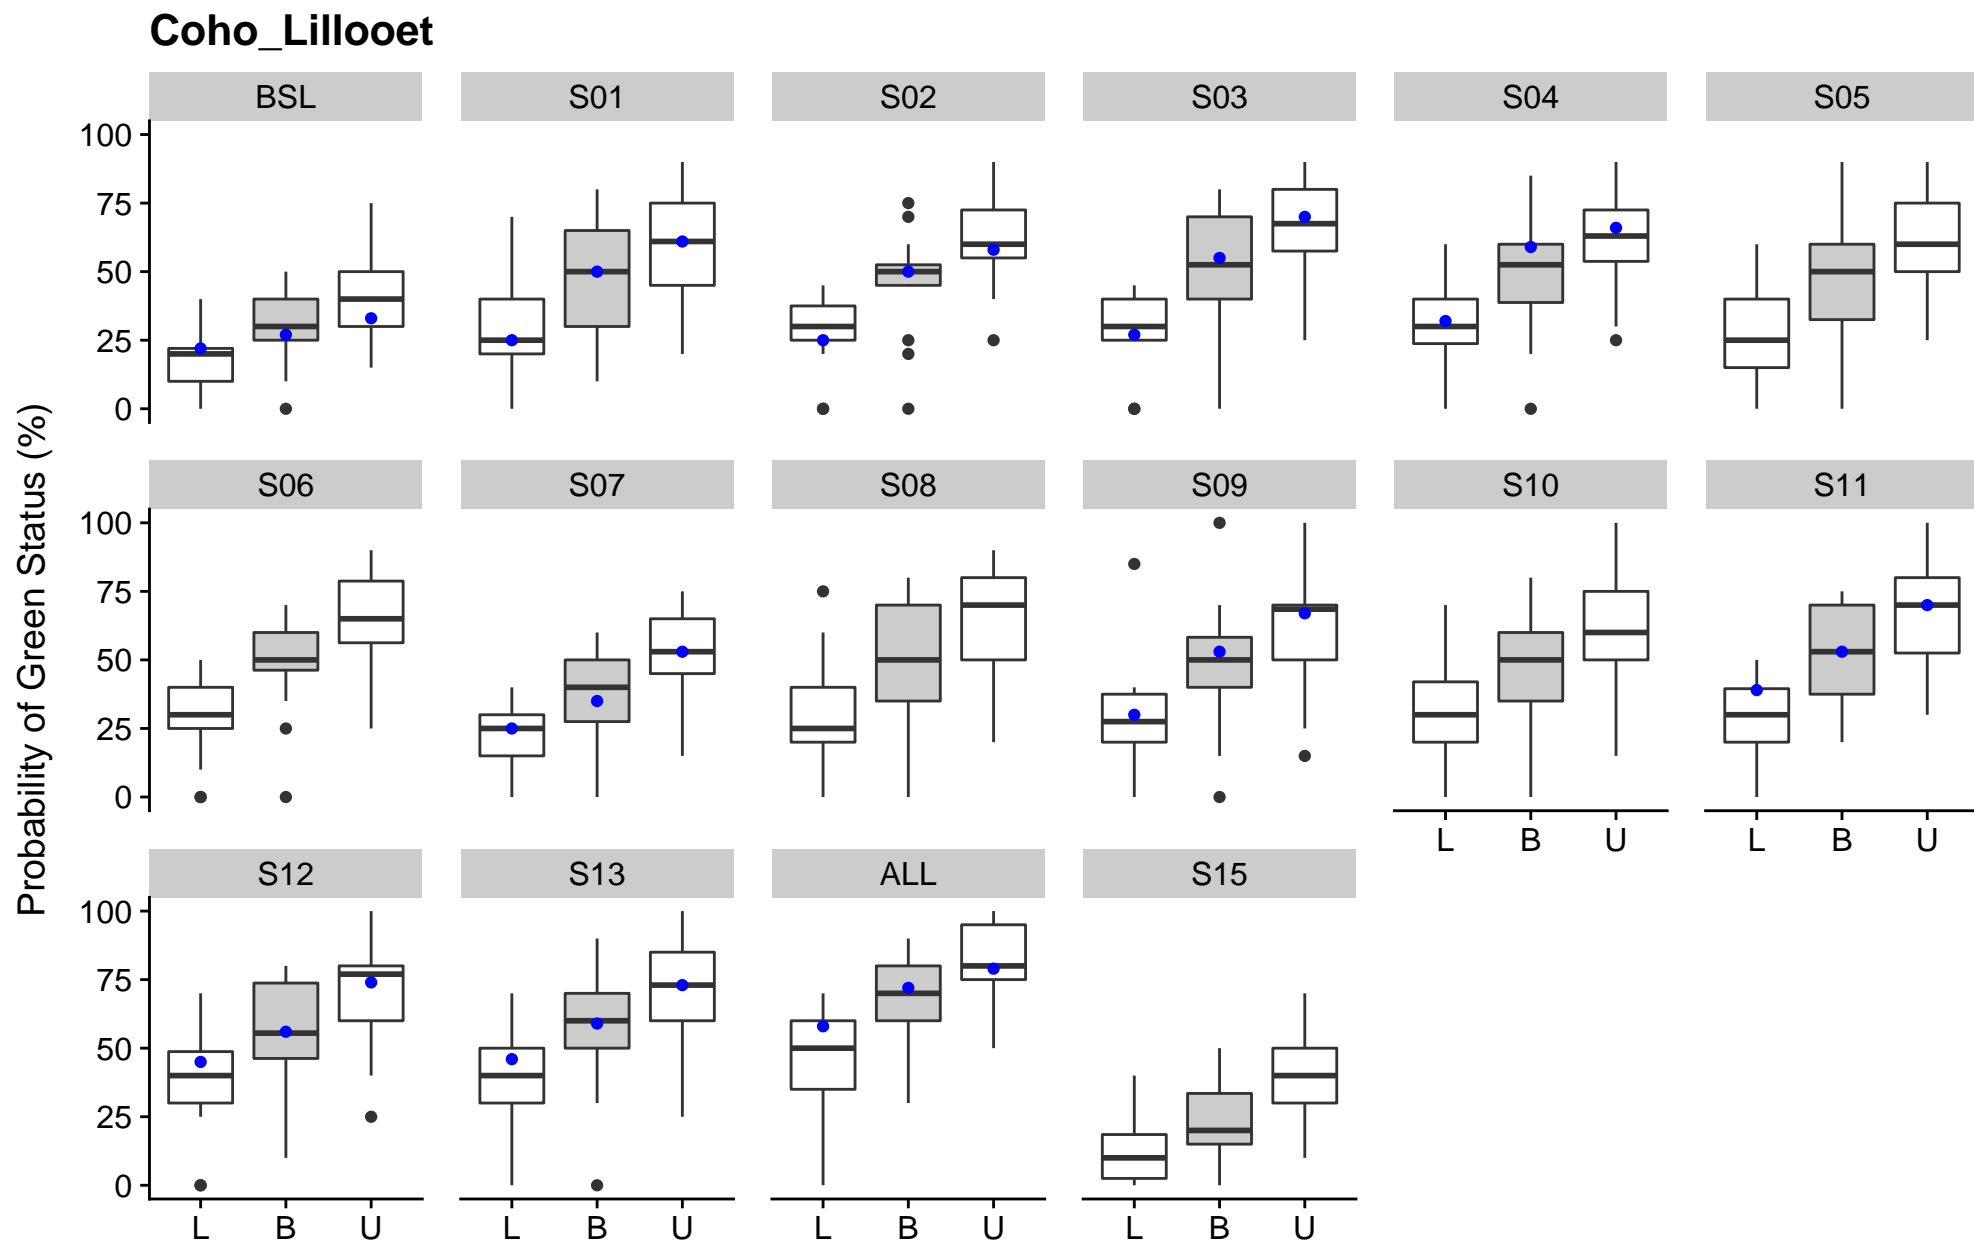 Coho_Lillooet
BSL S01 S02 S03 S04 S05
100
75
50
25
0
S06 S07 S08 S09 S10 S11
100
75
50
25
0
L B U L B U
S12 S13 ALL S15
100
75
50
25
0
L B U L B U L B U L B U
Probability of Green Status (%)